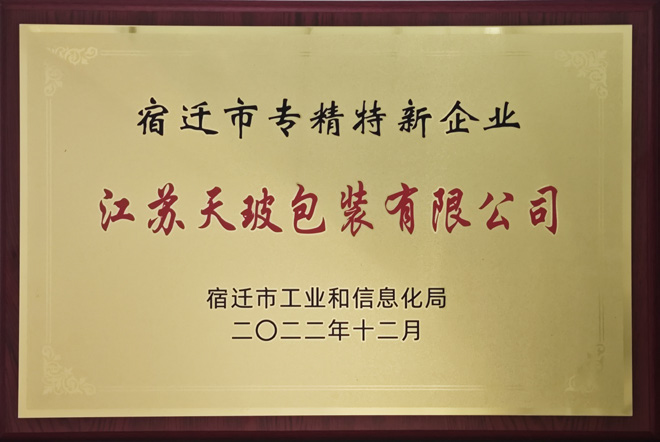 宿迁市专精特新企业
江苏天玻包装有限公司
宿迁市工业和信息化局
二〇二二年十二月